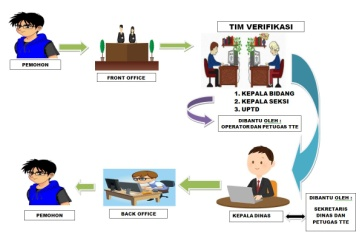 TIM VERIFIKASI
PEMOHON
FRONT OFFICE
1. KEPALA BIDANG
2. KEPALA SEKSI
3. UPTD
DIBANTU OLEH :
OPERATOR DAN PETUGAS TTE
PEMOHON
BACK OFFICE
KEPALA DINAS
DIBANTU OLEH :
SEKRETARIS
DINAS DAN
PETUGAS TTE